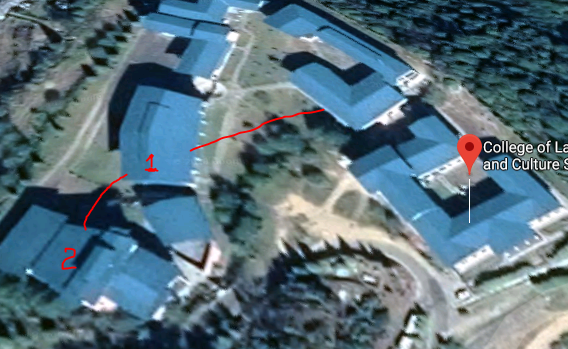 College of La
and Culture S
1
2